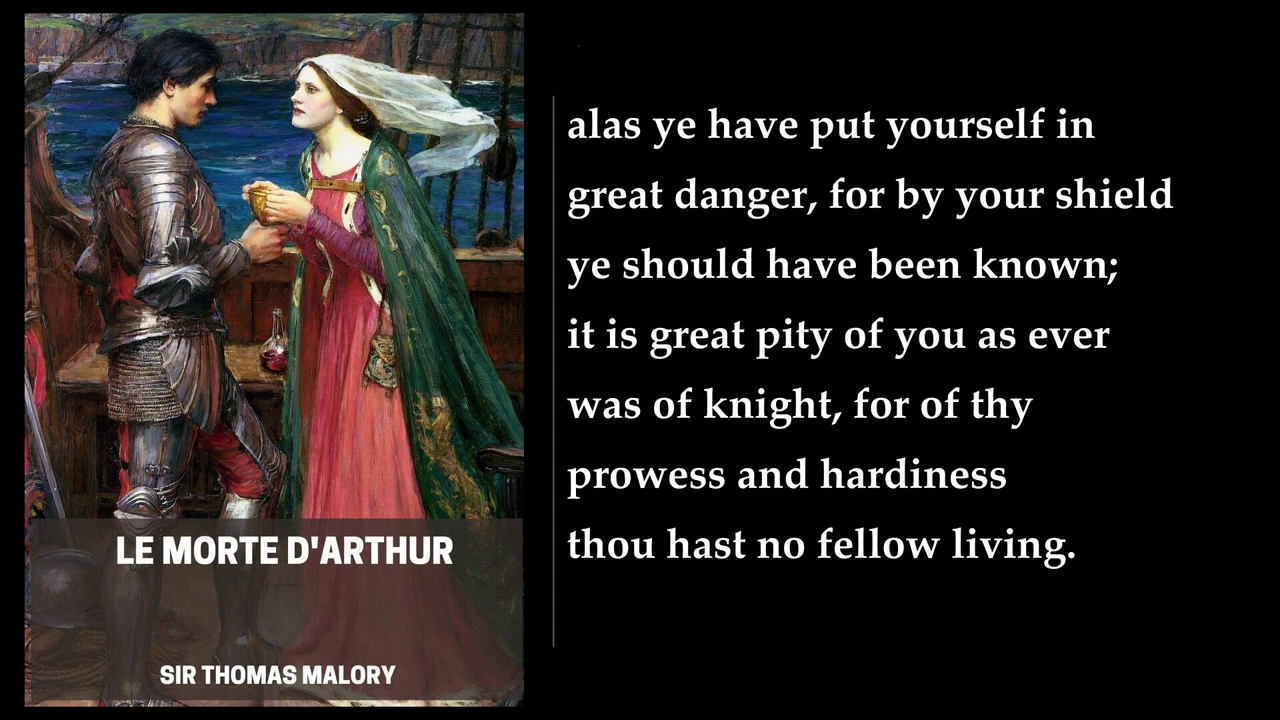 LE MORTE D'ARTHUR
SIR THOMAS MALORY
alas ye have put yourself in
great danger, for by your shield
ye should have been known;
it is great pity of you as ever
was of knight, for of thy
prowess and hardiness
thou hast no fellow living.